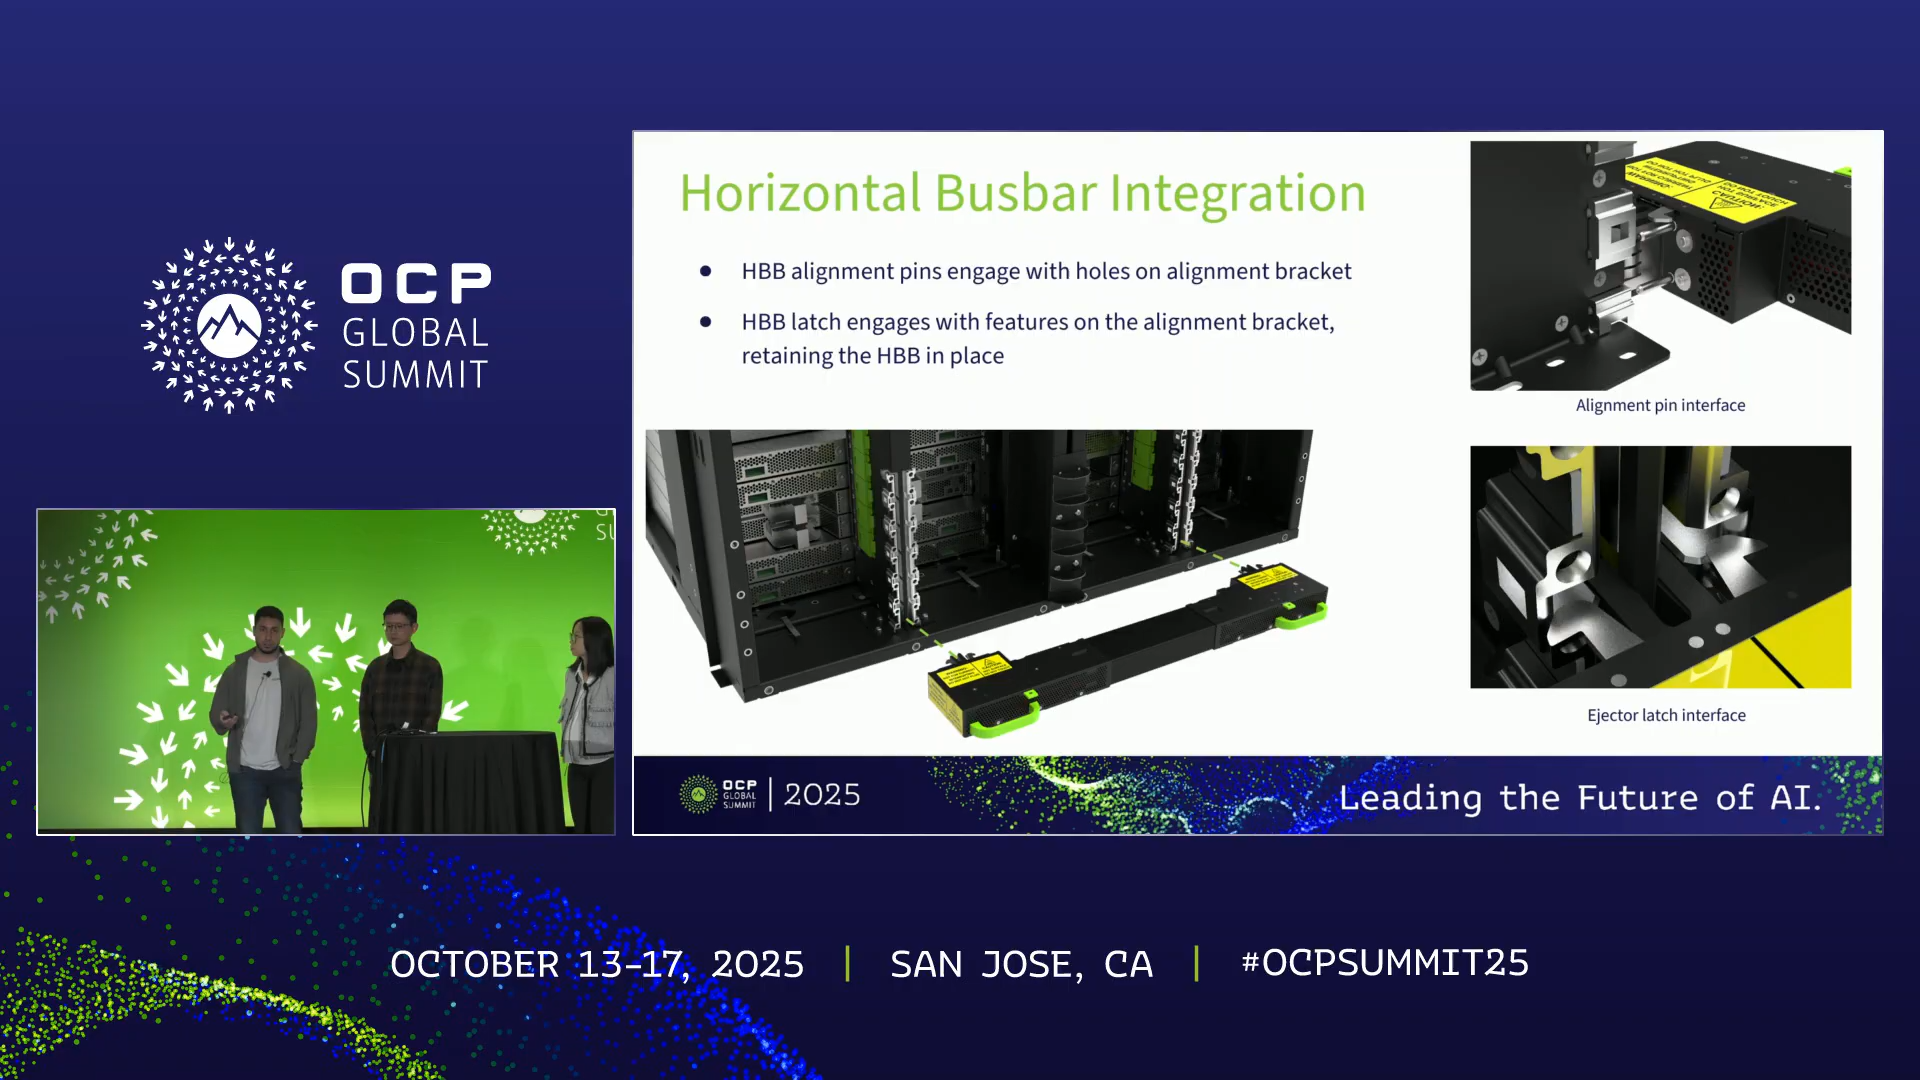 OCP
GLOBAL
SUMMIT
Horizontal Busbar Integration
● HBB alignment pins engage with holes on alignment bracket
● HBB latch engages with features on the alignment bracket,
retaining the HBB in place
Alignment pin interface
Ejector latch interface
OCP
GLOBAL
SUMMIT
2025
Leading the Future of AI.
OCTOBER 13-17, 2025 | SAN JOSE, CA | #OCPSUMMIT25